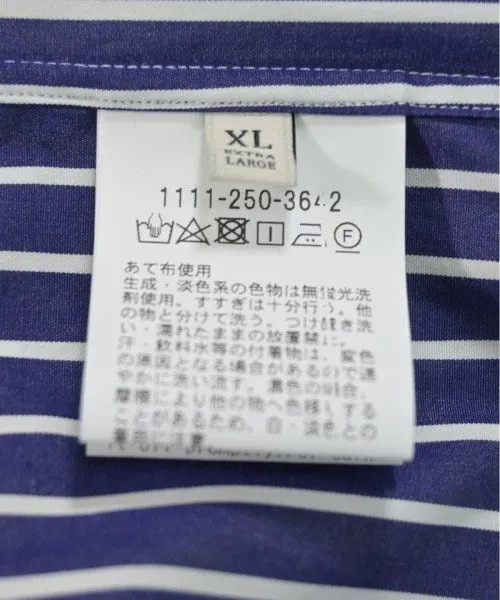 XL
EXTRA
LARGE
1111-250-3642
F
あて布使用
生成・淡色系の色物は無蛍光洗
剤使用。すすぎは十分行う。他
の物と分けて洗う。つけ置き洗
い・濡れたままの放置禁に。
汗・飲料水等の付着物は、変色
の原因となる場合があるので速
やかに洗い流す。濃色の場合、
摩擦により他の物へ色移りする
ことがあるため、白・淡色との